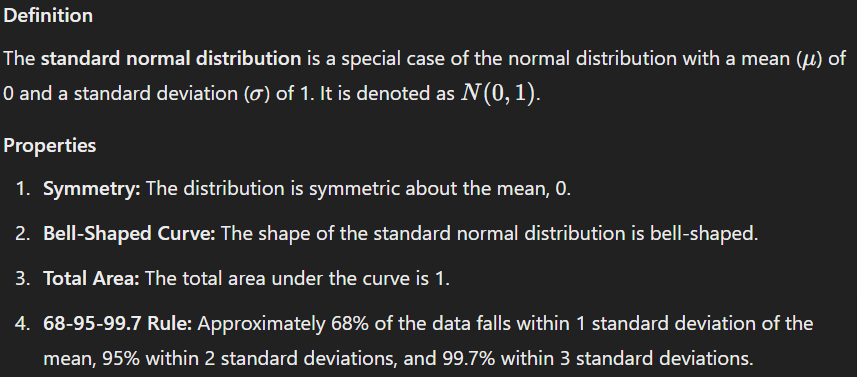 Definition
The standard normal distribution is a special case of the normal distribution with a mean (μ) of
0 and a standard deviation (σ) of 1. It is denoted as N(0, 1).
Properties
1. Symmetry: The distribution is symmetric about the mean, 0.
2. Bell-Shaped Curve: The shape of the standard normal distribution is bell-shaped.
3. Total Area: The total area under the curve is 1.
4. 68-95-99.7 Rule: Approximately 68% of the data falls within 1 standard deviation of the
mean, 95% within 2 standard deviations, and 99.7% within 3 standard deviations.